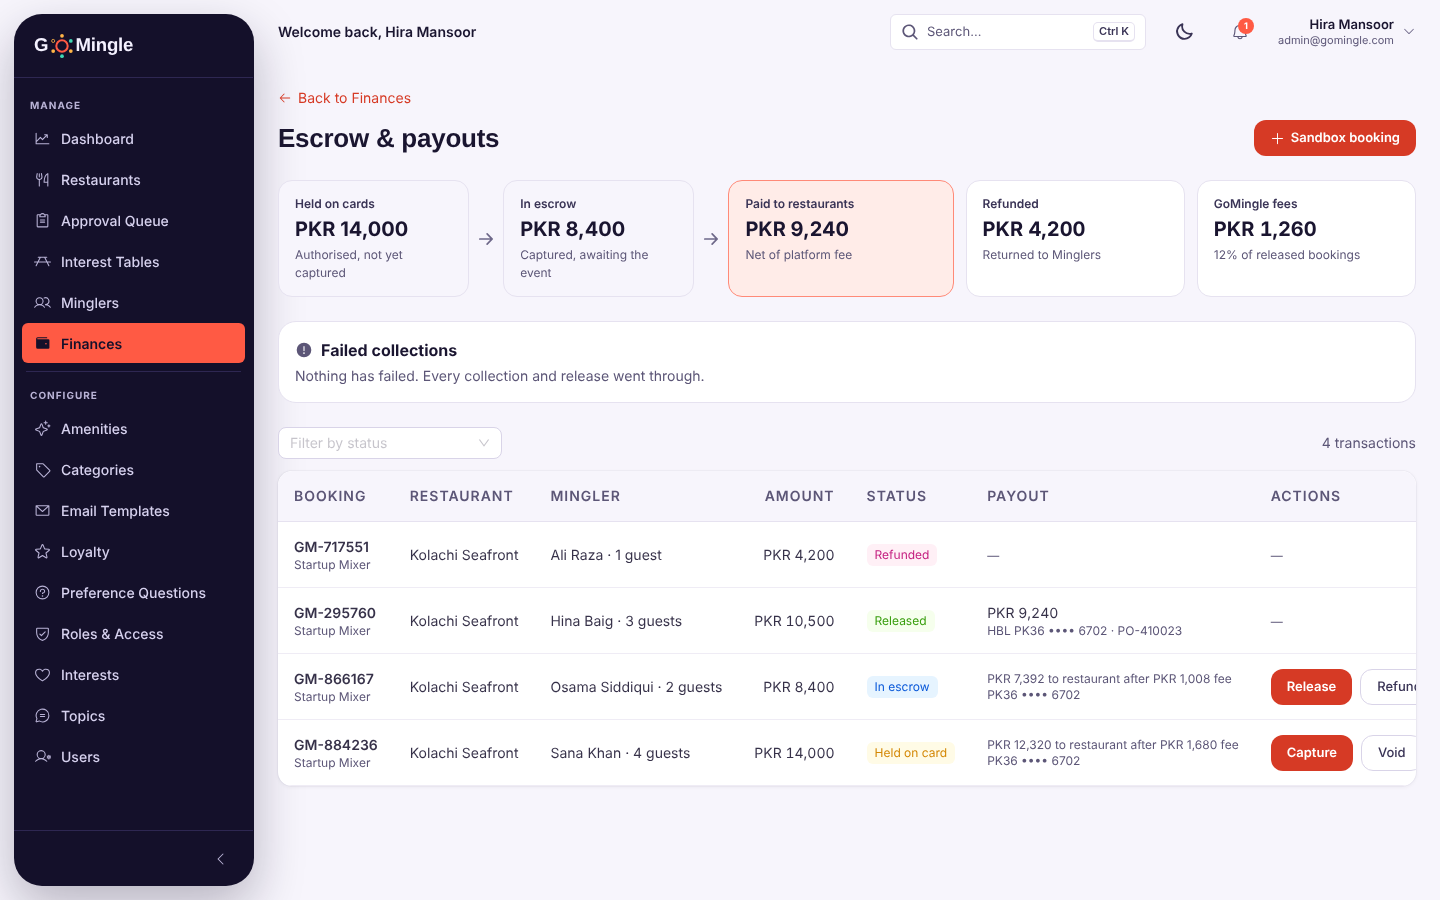 G Mingle
Welcome back, Hira Mansoor
Search...
Ctrl K
1
Hira Mansoor
admin@gomingle.com
MANAGE
Dashboard
Restaurants
Approval Queue
Interest Tables
Minglers
Finances
CONFIGURE
Amenities
Categories
Email Templates
Loyalty
Preference Questions
Roles & Access
Interests
Topics
Users
← Back to Finances
Escrow & payouts
+ Sandbox booking
Held on cards
PKR 14,000
Authorised, not yet
captured
→
In escrow
PKR 8,400
Captured, awaiting the
event
→
Paid to restaurants
PKR 9,240
Net of platform fee
Refunded
PKR 4,200
Returned to Minglers
GoMingle fees
PKR 1,260
12% of released bookings
Failed collections
Nothing has failed. Every collection and release went through.
Filter by status
4 transactions
BOOKING RESTAURANT MINGLER AMOUNT STATUS PAYOUT ACTIONS
GM-717551
Startup Mixer
Kolachi Seafront
Ali Raza · 1 guest
PKR 4,200
Refunded
—
—
GM-295760
Startup Mixer
Kolachi Seafront
Hina Baig · 3 guests
PKR 10,500
Released
PKR 9,240
HBL PK36 •••• 6702 · PO-410023
—
GM-866167
Startup Mixer
Kolachi Seafront
Osama Siddiqui · 2 guests
PKR 8,400
In escrow
PKR 7,392 to restaurant after PKR 1,008 fee
PK36 •••• 6702
Release
Refun
GM-884236
Startup Mixer
Kolachi Seafront
Sana Khan · 4 guests
PKR 14,000
Held on card
PKR 12,320 to restaurant after PKR 1,680 fee
PK36 •••• 6702
Capture
Void